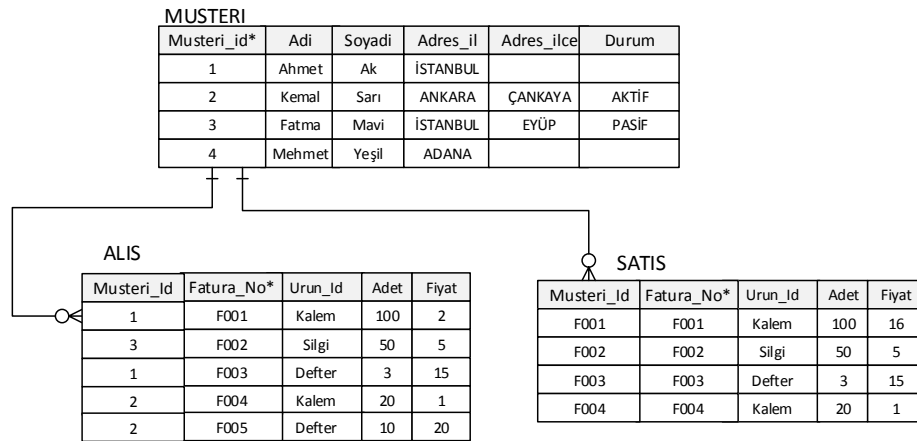 MUSTERI
Musteri_id* Adi Soyadi Adres_il Adres_ilce Durum
1 Ahmet Ak İSTANBUL
2 Kemal Sarı ANKARA ÇANKAYA AKTİF
3 Fatma Mavi İSTANBUL EYÜP PASİF
4 Mehmet Yeşil ADANA
ALIS
Musteri_Id Fatura_No* Urun_Id Adet Fiyat
1 F001 Kalem 100 2
3 F002 Silgi 50 5
1 F003 Defter 3 15
2 F004 Kalem 20 1
2 F005 Defter 10 20
SATIS
Musteri_Id Fatura_No* Urun_Id Adet Fiyat
F001 F001 Kalem 100 16
F002 F002 Silgi 50 5
F003 F003 Defter 3 15
F004 F004 Kalem 20 1